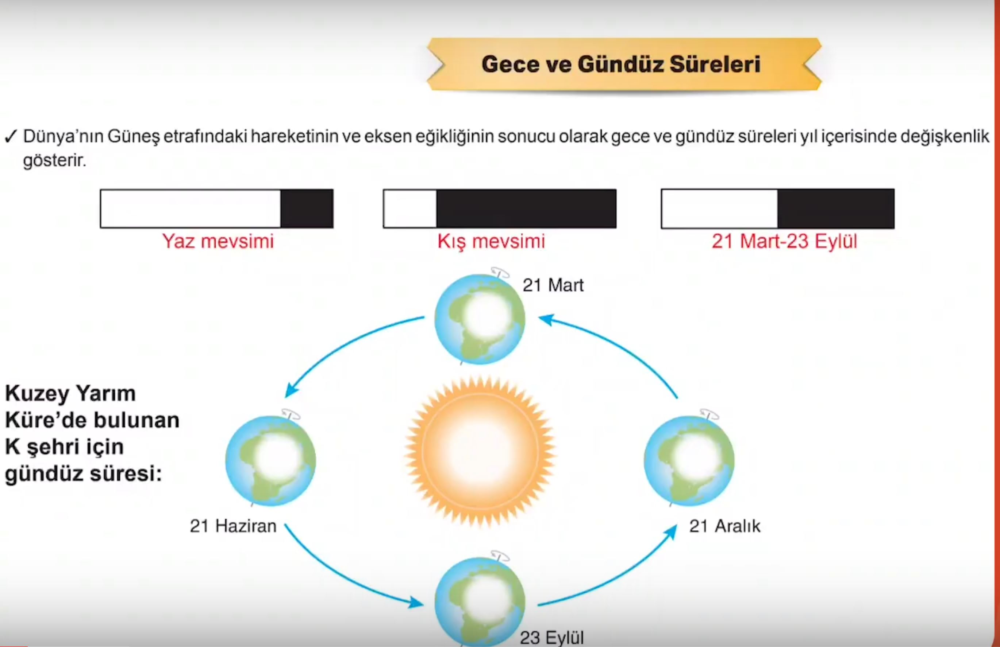 Gece ve Gündüz Süreleri
✓ Dünya'nın Güneş etrafındaki hareketinin ve eksen eğikliğinin sonucu olarak gece ve gündüz süreleri yıl içerisinde değişkenlik
gösterir.
Yaz mevsimi
Kış mevsimi
21 Mart-23 Eylül
21 Mart
Kuzey Yarım
Küre'de bulunan
K şehri için
gündüz süresi:
21 Haziran
21 Aralık
23 Eylül